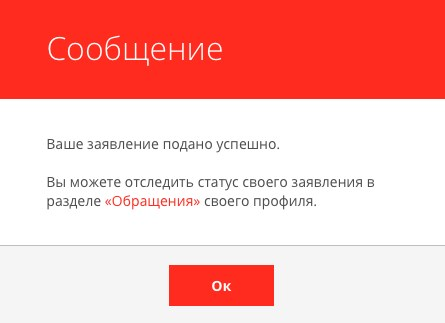 Сообщение
Ваше заявление подано успешно.
Вы можете отследить статус своего заявления в
разделе «Обращения» своего профиля.
Ок